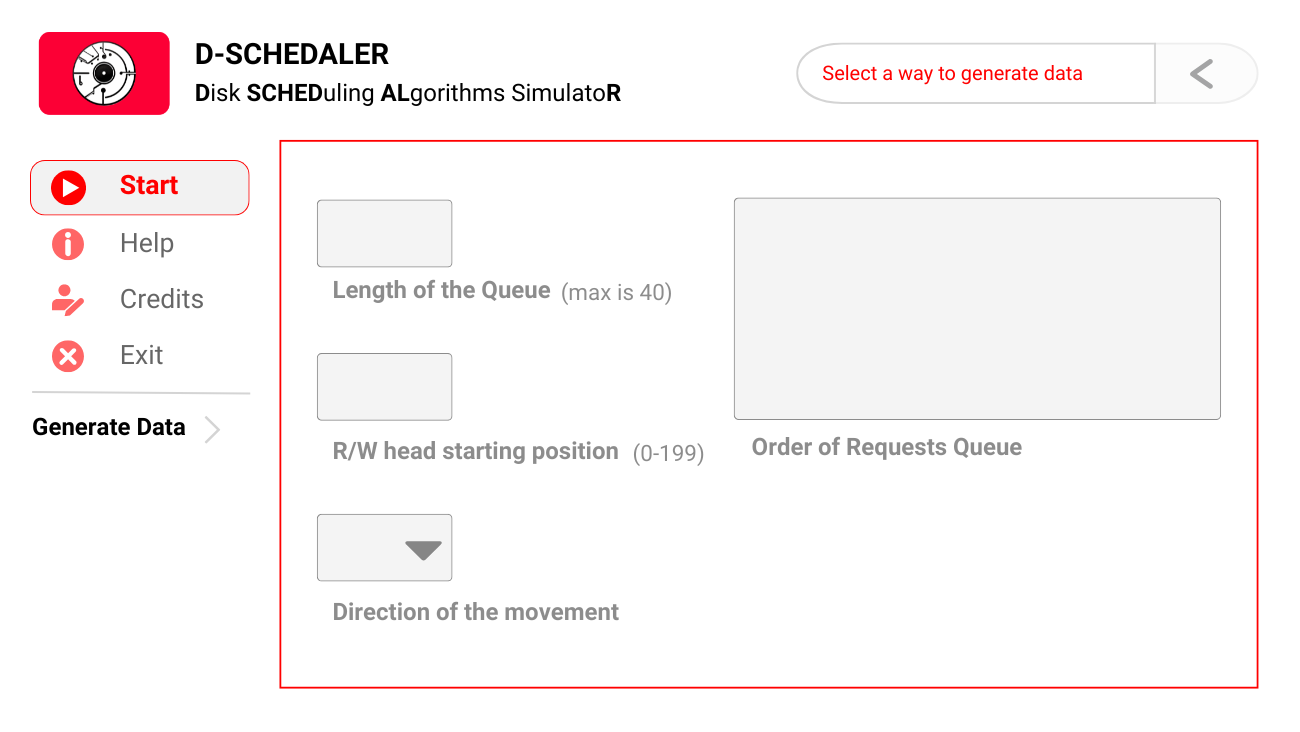 D-SCHEDALER
Disk SCHEDuling ALgorithms SimulatoR
Select a way to generate data
Start
Help
Credits
Exit
Generate Data
Length of the Queue (max is 40)
R/W head starting position (0-199)
Direction of the movement
Order of Requests Queue